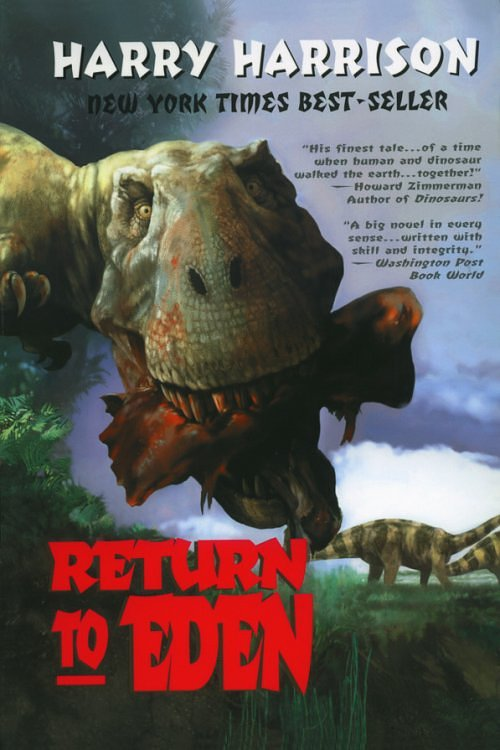 HARRY HARRISON
NEW YORK TIMES BEST-SELLER
"His finest tale...of a time
when human and dinosaur
walked the earth...together!"
— Howard Zimmerman
Author of Dinosaurs!
"A big novel in every
sense...written with
skill and integrity."
— Washington Post
Book World
RETURN
TO EDEN